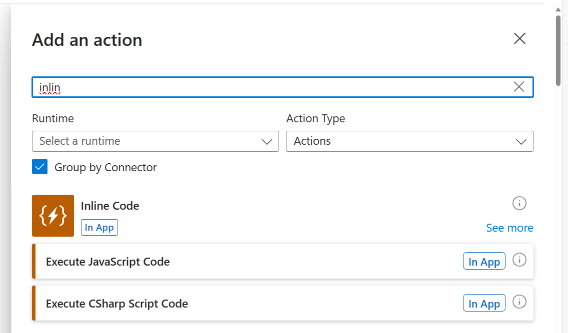 Add an action
inlin
Runtime
Action Type
Select a runtime
Actions
Group by Connector
Inline Code
In App
See more
Execute JavaScript Code
In App
Execute CSharp Script Code
In App